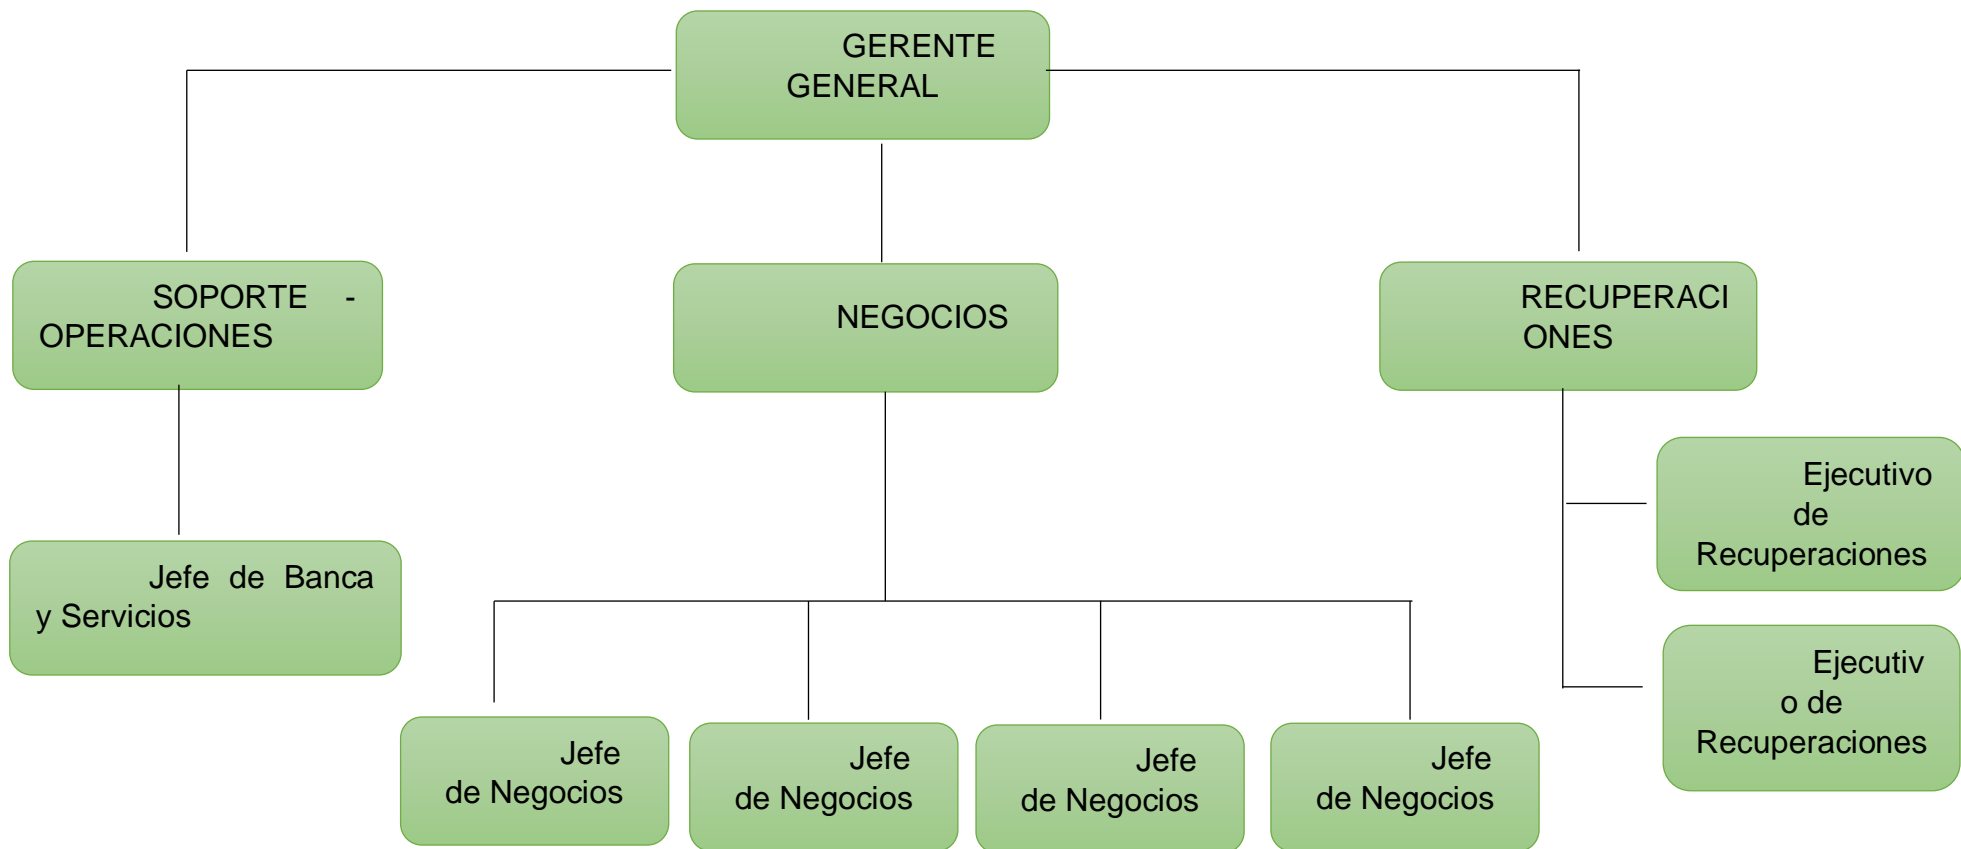 GERENTE
GENERAL
SOPORTE -
OPERACIONES
NEGOCIOS
RECUPERACI
ONES
Jefe de Banca
y Servicios
Ejecutivo
de
Recuperaciones
Ejecutiv
o de
Recuperaciones
Jefe
de Negocios
Jefe
de Negocios
Jefe
de Negocios
Jefe
de Negocios